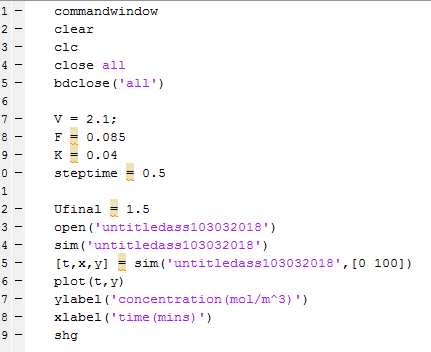 1 - commandwindow
2 - clear
3 - clc
4 - close all
5 - bdclose('all')
6
7 - V = 2.1;
8 - F = 0.085
9 - K = 0.04
0 - steptime = 0.5
1
2 - Ufinal = 1.5
3 - open('untitledass103032018')
4 - sim('untitledass103032018')
5 - [t,x,y] = sim('untitledass103032018',[0 100])
6 - plot(t,y)
7 - ylabel('concentration(mol/m^3)')
8 - xlabel('time(mins)')
9 - shg